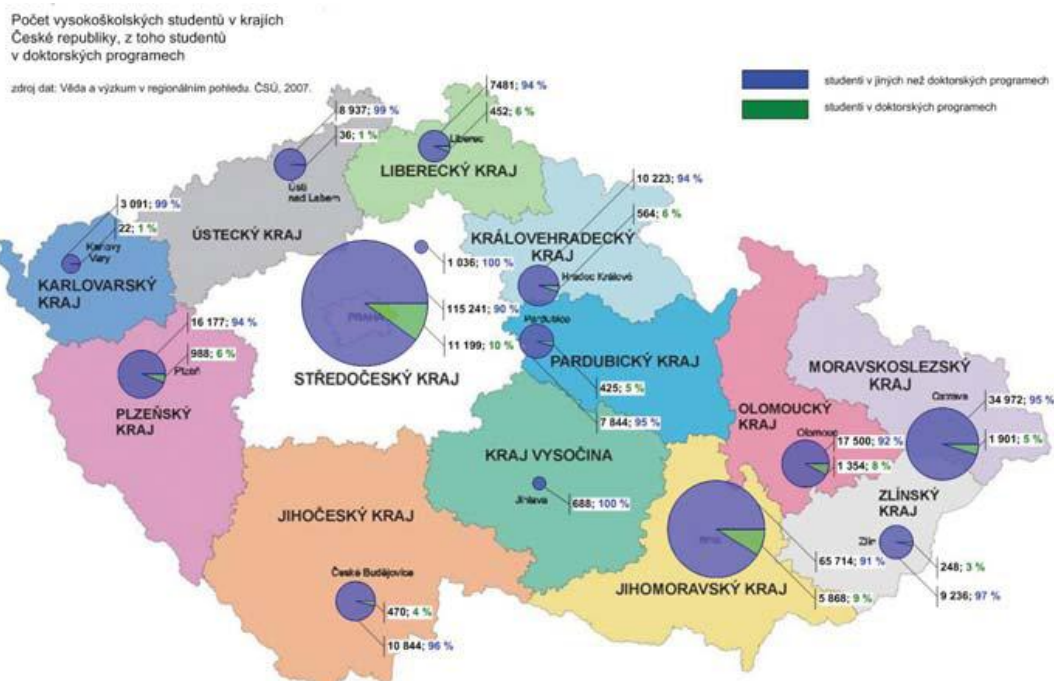 Počet vysokoškolských studentů v krajích
České republiky, z toho studentů
v doktorských programech
zdroj dat: Věda a výzkum v regionálním pohledu. ČSÚ, 2007.
studenti v jiných než doktorských programech
studenti v doktorských programech
7481; 94 %
452; 6 %
Liberec
LIBERECKÝ KRAJ
8 937; 99 %
36; 1 %
Ústí
nad Labem
ÚSTECKÝ KRAJ
3 091; 99 %
22; 1 %
Karlovy
Vary
KARLOVARSKÝ
KRAJ
10 223; 94 %
564; 6 %
KRÁLOVEHRADECKÝ
KRAJ
Hradec Králové
1 036; 100 %
115 241; 90 %
PRAHA
11 199; 10 %
STŘEDOČESKÝ KRAJ
16 177; 94 %
988; 6 %
Plzeň
PLZEŇSKÝ
KRAJ
Pardubice
PARDUBICKÝ KRAJ
425; 5 %
7 844; 95 %
MORAVSKOSLEZSKÝ
KRAJ
Ostrava
34 972; 95 %
1 901; 5 %
OLOMOUCKÝ
KRAJ
Olomouc
17 500; 92 %
1 354; 8 %
KRAJ VYSOČINA
Jihlava
688; 100 %
ZLÍNSKÝ
KRAJ
Zlín
248; 3 %
9 236; 97 %
JIHOČESKÝ KRAJ
České Budějovice
470; 4 %
10 844; 96 %
Brno
65 714; 91 %
JIHOMORAVSKÝ KRAJ
5 868; 9 %